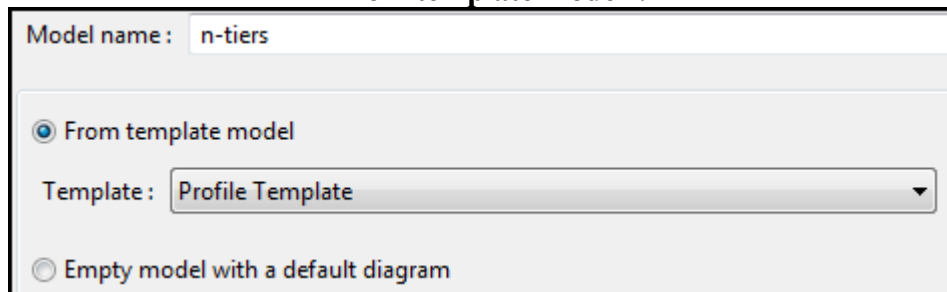 Model name : n-tiers
From template model
Template : Profile Template
Empty model with a default diagram